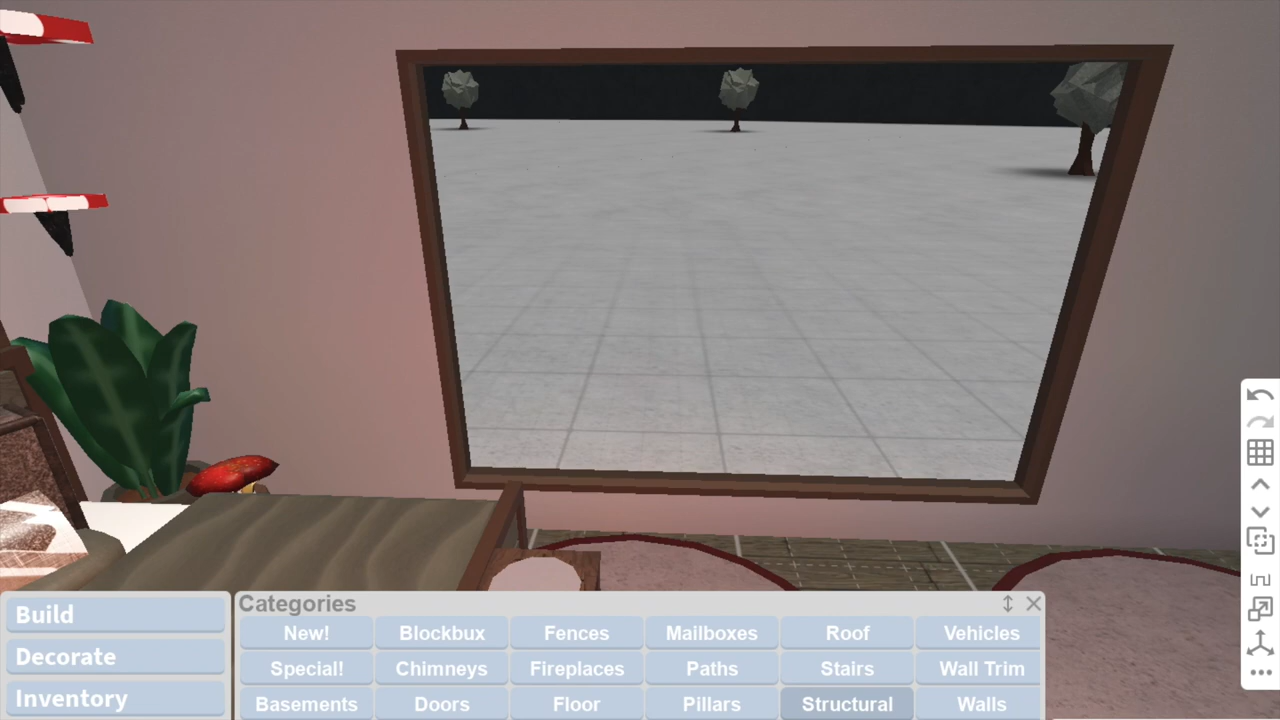 Build
Decorate
Inventory
Categories
New! Blockbux Fences Mailboxes Roof Vehicles
Special! Chimneys Fireplaces Paths Stairs Wall Trim
Basements Doors Floor Pillars Structural Walls